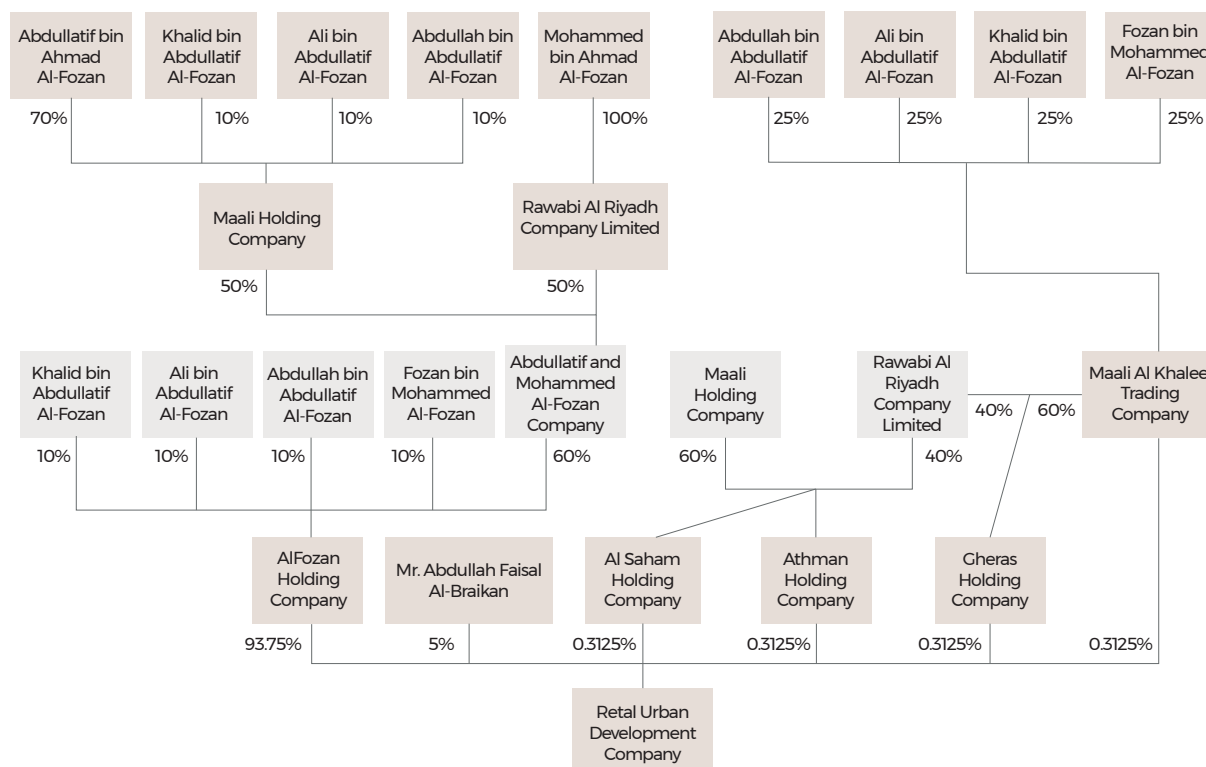 Abdullatif bin
Ahmad
Al-Fozan
Khalid bin
Abdullatif
Al-Fozan
Ali bin
Abdullatif
Al-Fozan
Abdullah bin
Abdullatif
Al-Fozan
Mohammed
bin Ahmad
Al-Fozan
Abdullah bin
Abdullatif
Al-Fozan
Ali bin
Abdullatif
Al-Fozan
Khalid bin
Abdullatif
Al-Fozan
Fozan bin
Mohammed
Al-Fozan
70%
10%
10%
10%
100%
25%
25%
25%
25%
Maali Holding
Company
Rawabi Al Riyadh
Company Limited
50%
50%
Khalid bin
Abdullatif
Al-Fozan
Ali bin
Abdullatif
Al-Fozan
Abdullah bin
Abdullatif
Al-Fozan
Fozan bin
Mohammed
Al-Fozan
Abdullatif and
Mohammed
Al-Fozan
Company
Maali
Holding
Company
Rawabi Al
Riyadh
Company
Limited
40%
60%
Maali Al Khalee
Trading
Company
10%
10%
10%
10%
60%
60%
40%
AlFozan
Holding
Company
Mr. Abdullah Faisal
Al-Braikan
Al Saham
Holding
Company
Athman
Holding
Company
Gheras
Holding
Company
93.75%
5%
0.3125%
0.3125%
0.3125%
0.3125%
Retal Urban
Development
Company